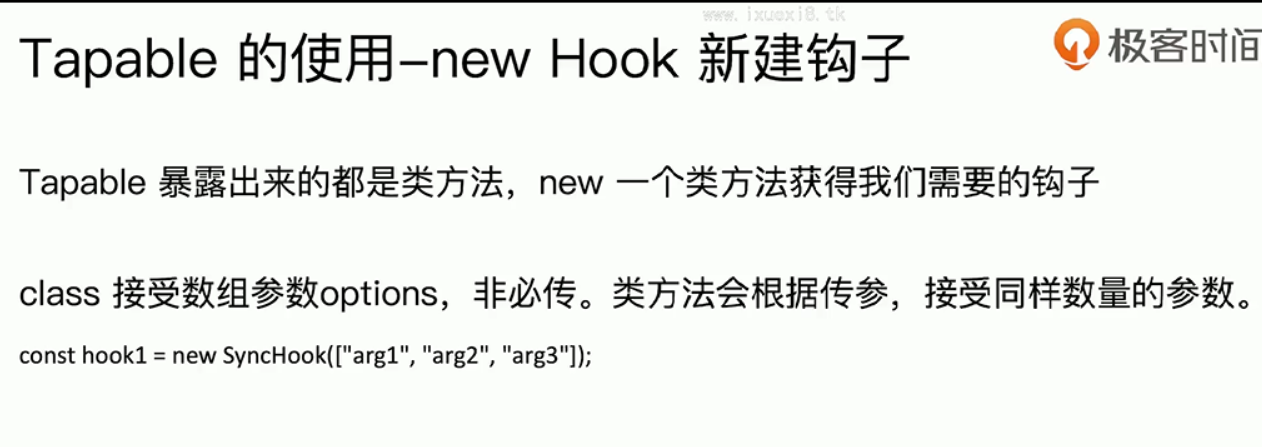 www.ixuexi8.tk
Tapable 的使用–new Hook 新建钩子
极客时间
Tapable 暴露出来的都是类方法，new 一个类方法获得我们需要的钩子
class 接受数组参数options，非必传。类方法会根据传参，接受同样数量的参数。
const hook1 = new SyncHook(["arg1", "arg2", "arg3"]);